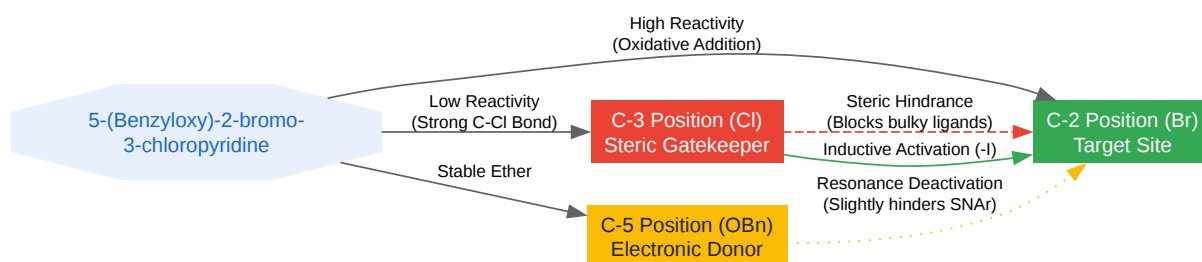 High Reactivity
(Oxidative Addition)
5-(Benzyloxy)-2-bromo-
3-chloropyridine
Low Reactivity
(Strong C-Cl Bond)
C-3 Position (Cl)
Steric Gatekeeper
Steric Hindrance
(Blocks bulky ligands)
Inductive Activation (-I)
C-2 Position (Br)
Target Site
Stable Ether
Resonance Deactivation
(Slightly hinders SNAr)
C-5 Position (OBn)
Electronic Donor